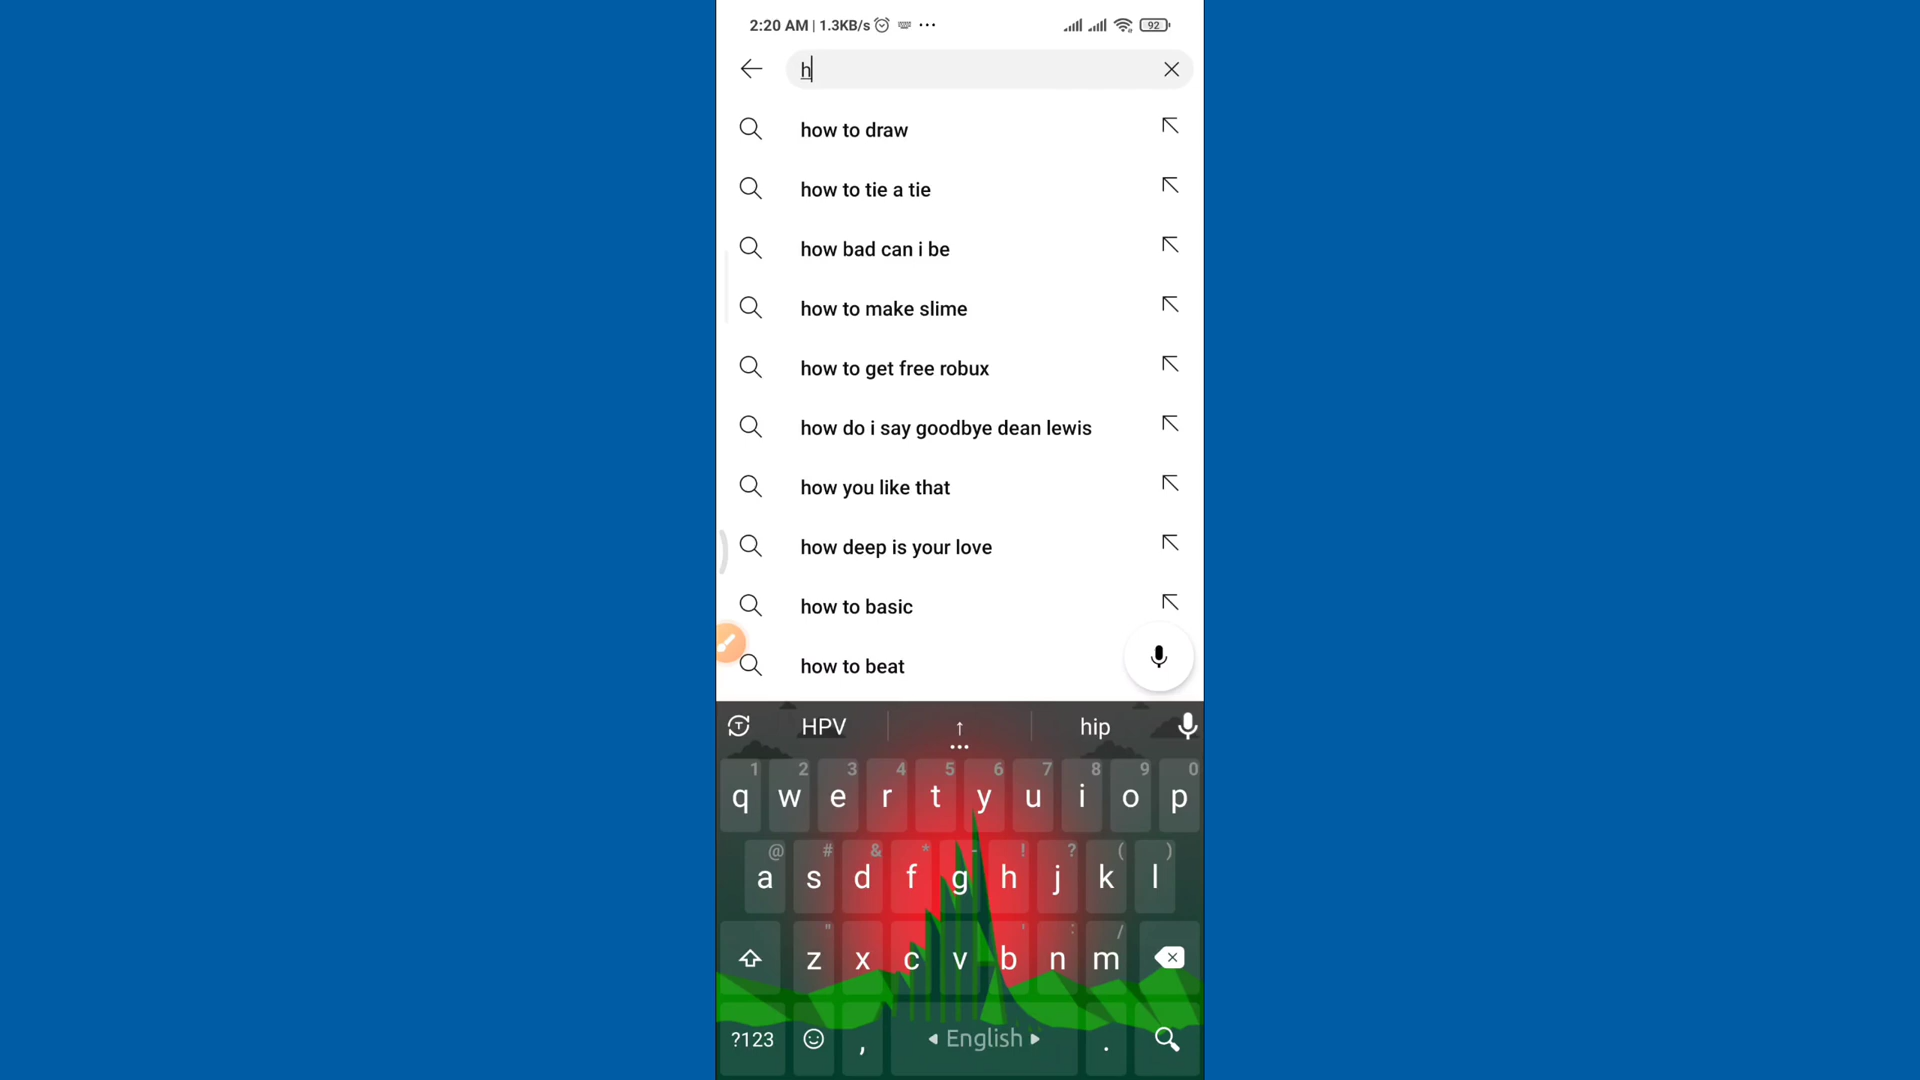 2:20 AM | 1.3KB/s ... 92
h
how to draw
how to tie a tie
how bad can i be
how to make slime
how to get free robux
how do i say goodbye dean lewis
how you like that
how deep is your love
how to basic
how to beat
T HPV ↑ ... hip
1 2 3 4 5 6 7 8 9 0
q w e r t y u i o p
@ # & * - ! ? ( )
a s d f g h j k l
" ' : /
z x c v b n m
?123 , English .